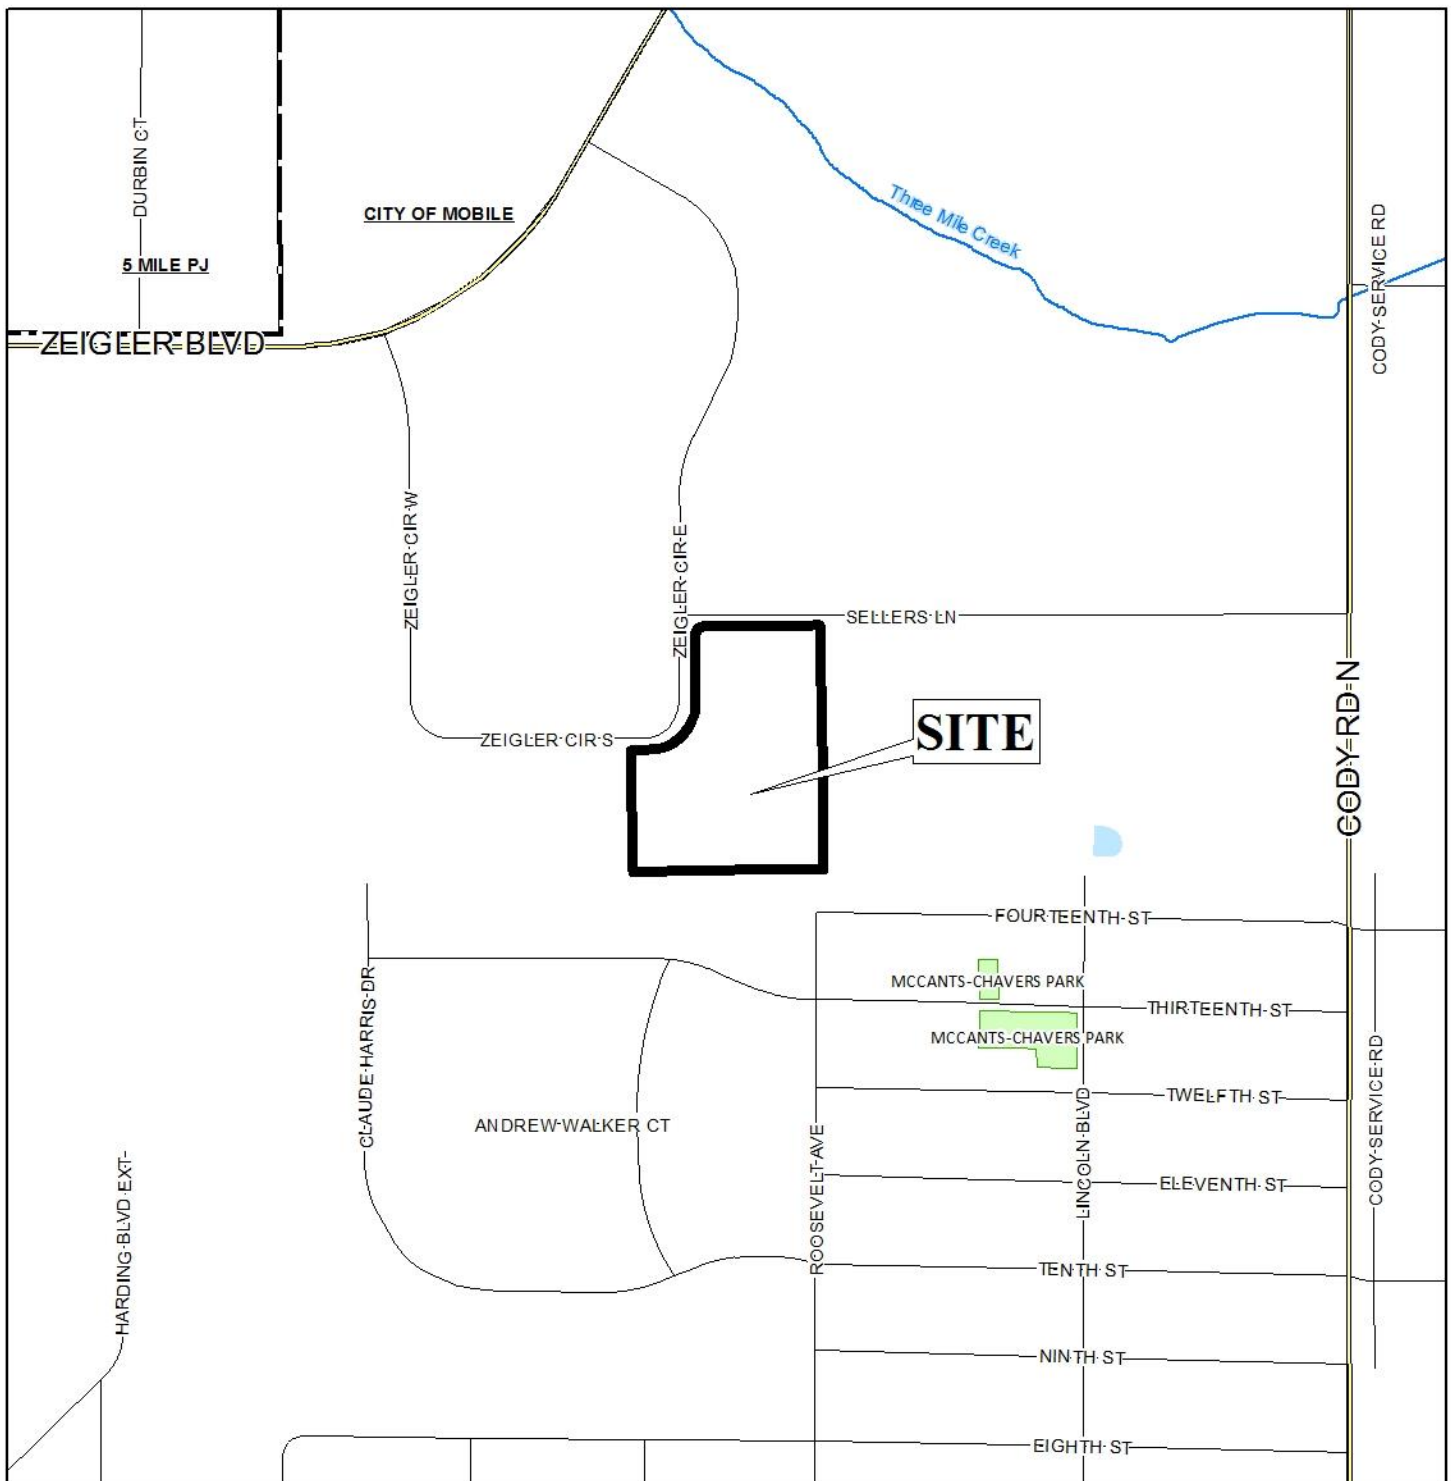 DURBIN CT
CITY OF MOBILE
5 MILE PJ
ZEIGLER BLVD
Three Mile Creek
CODY SERVICE RD
ZEIGLER CIR W
ZEIGLER CIR E
SELLERS LN
ZEIGLER CIR S
SITE
CODY RD N
FOURTEENTH ST
MCCANTS-CHAVERS PARK
THIRTEENTH ST
MCCANTS-CHAVERS PARK
CLAUDE HARRIS DR
TWELFTH ST
ANDREW WALKER CT
ROOSEVELT AVE
LINCOLN BLVD
CODY SERVICE RD
ELEVENTH ST
HARDING BLVD EXT
TENTH ST
NINTH ST
EIGHTH ST